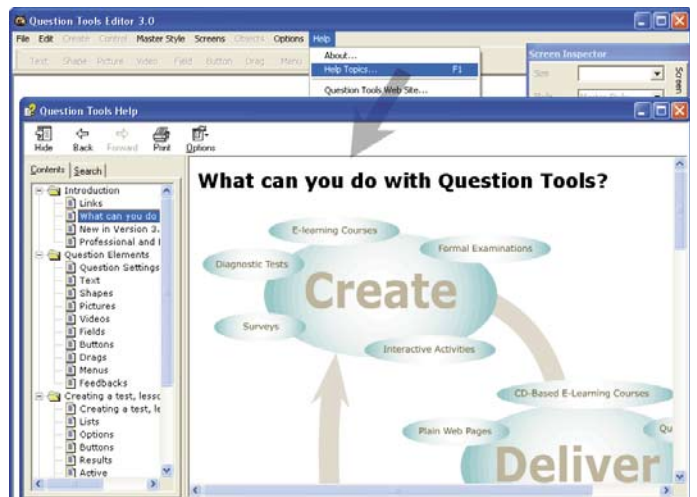 Question Tools Editor 3.0
File Edit Create Control Master Style Screens Objects Options Help
Text Shape Picture Video Field Button Drag Menu
About...
Help Topics... F1
Question Tools Web Site...
Screen Inspector
Size
Style
Screen
Question Tools Help
Hide Back Forward Print Options
Contents Search
Introduction
Links
What can you do
New in Version 3.
Professional and
Question Elements
Question Settings
Text
Shapes
Pictures
Videos
Fields
Buttons
Drags
Menus
Feedbacks
Creating a test, lesso
Creating a test, le
Lists
Options
Buttons
Results
Active
What can you do with Question Tools?
E-learning Courses
Formal Examinations
Diagnostic Tests
Create
Surveys
Interactive Activities
CD-Based E-Learning Courses
Plain Web Pages
Qu
Deliver